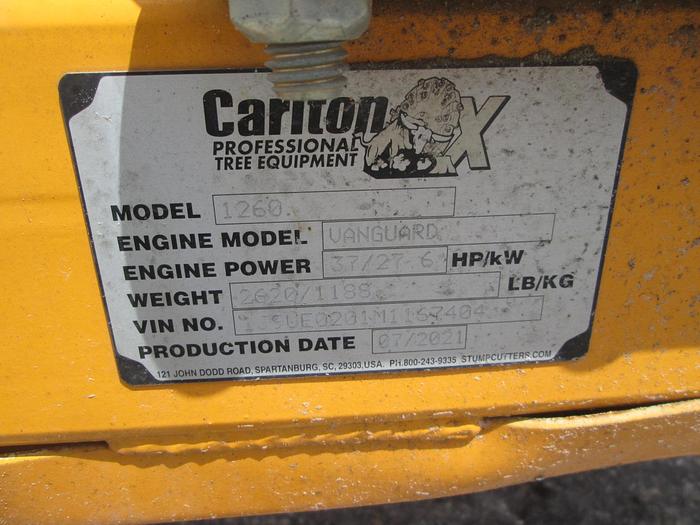 Carlton OX
PROFESSIONAL
TREE EQUIPMENT
MODEL 1260
ENGINE MODEL VANGUARD
ENGINE POWER 37/27.6 HP/kW
WEIGHT 2620/1188 LB/KG
VIN NO.
PRODUCTION DATE 07/2021
121 JOHN DODD ROAD, SPARTANBURG, SC, 29303,USA. PH.800-243-9335 STUMPCUTTERS.COM